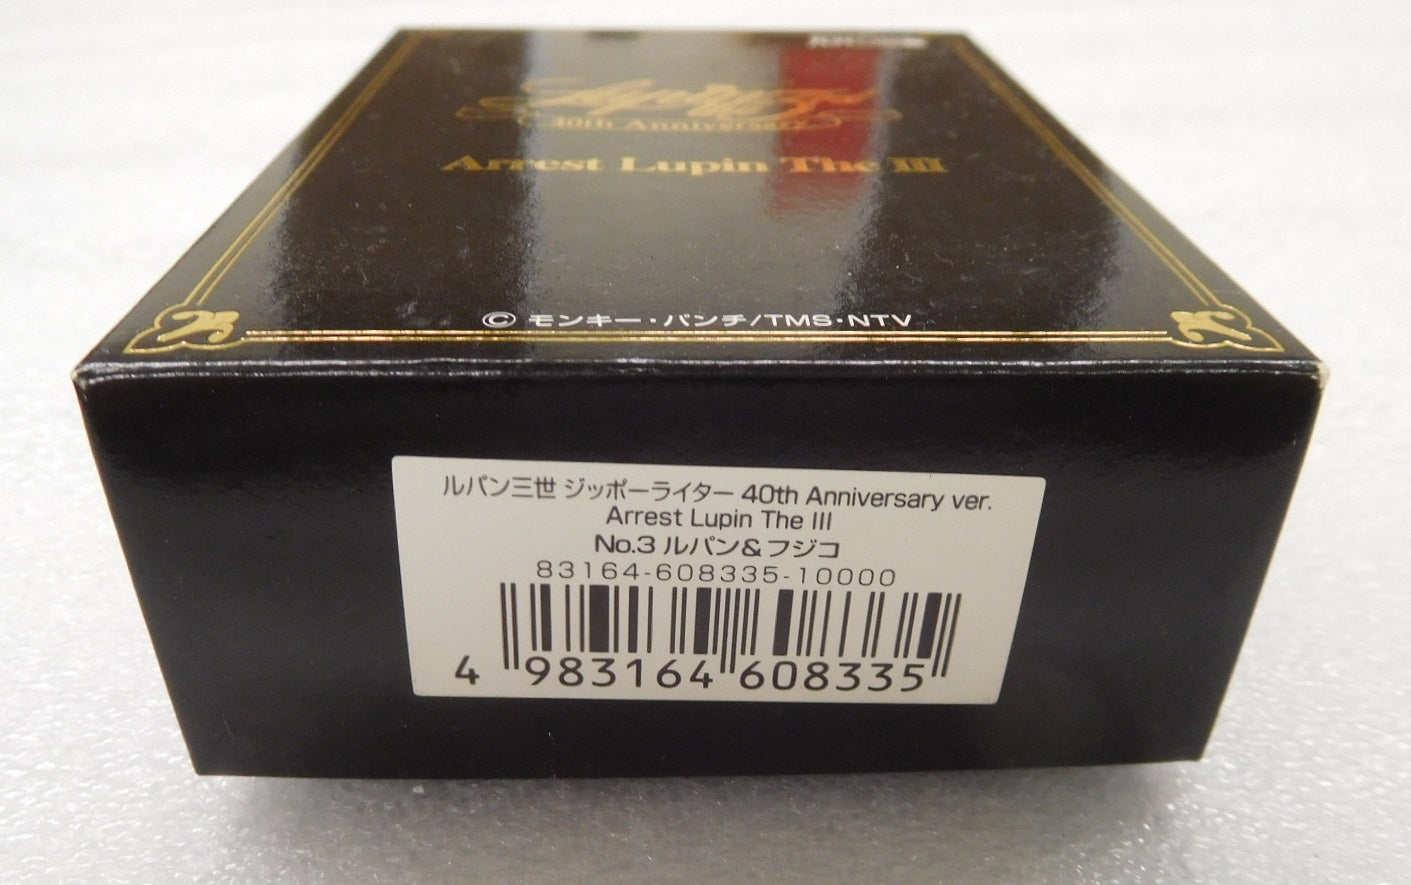 40th Anniversary
Arrest Lupin The III
© モンキー・パンチ/TMS・NTV
ルパン三世 ジッポーライター 40th Anniversary ver.
Arrest Lupin The III
No.3 ルパン&フジコ
83164-608335-10000
4 983164 608335